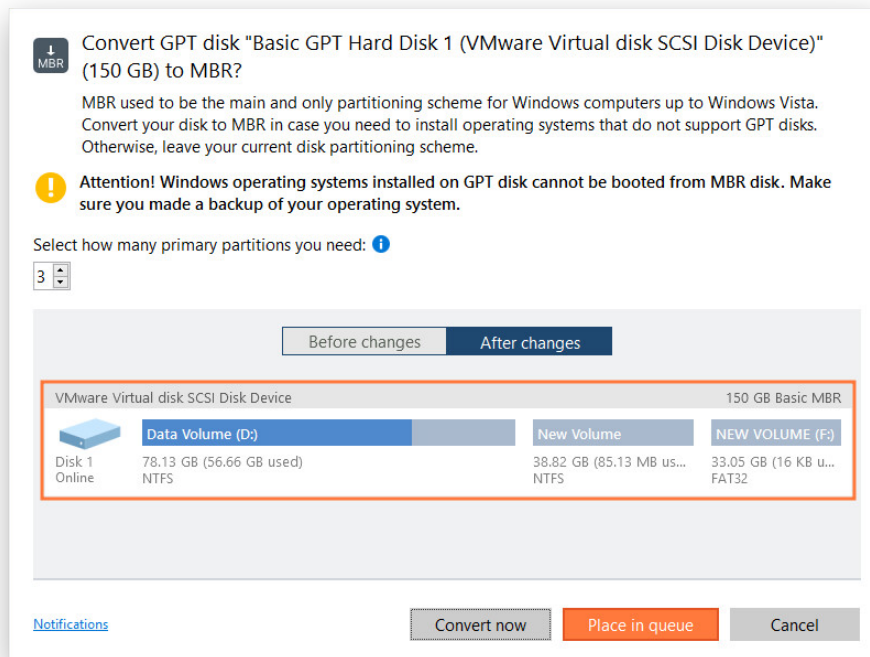 Convert GPT disk "Basic GPT Hard Disk 1 (VMware Virtual disk SCSI Disk Device)"
(150 GB) to MBR?
MBR
MBR used to be the main and only partitioning scheme for Windows computers up to Windows Vista.
Convert your disk to MBR in case you need to install operating systems that do not support GPT disks.
Otherwise, leave your current disk partitioning scheme.
Attention! Windows operating systems installed on GPT disk cannot be booted from MBR disk. Make
sure you made a backup of your operating system.
Select how many primary partitions you need:
3
Before changes After changes
VMware Virtual disk SCSI Disk Device 150 GB Basic MBR
Data Volume (D:) New Volume NEW VOLUME (F:)
Disk 1 78.13 GB (56.66 GB used) 38.82 GB (85.13 MB us... 33.05 GB (16 KB u...
Online NTFS NTFS FAT32
Notifications Convert now Place in queue Cancel